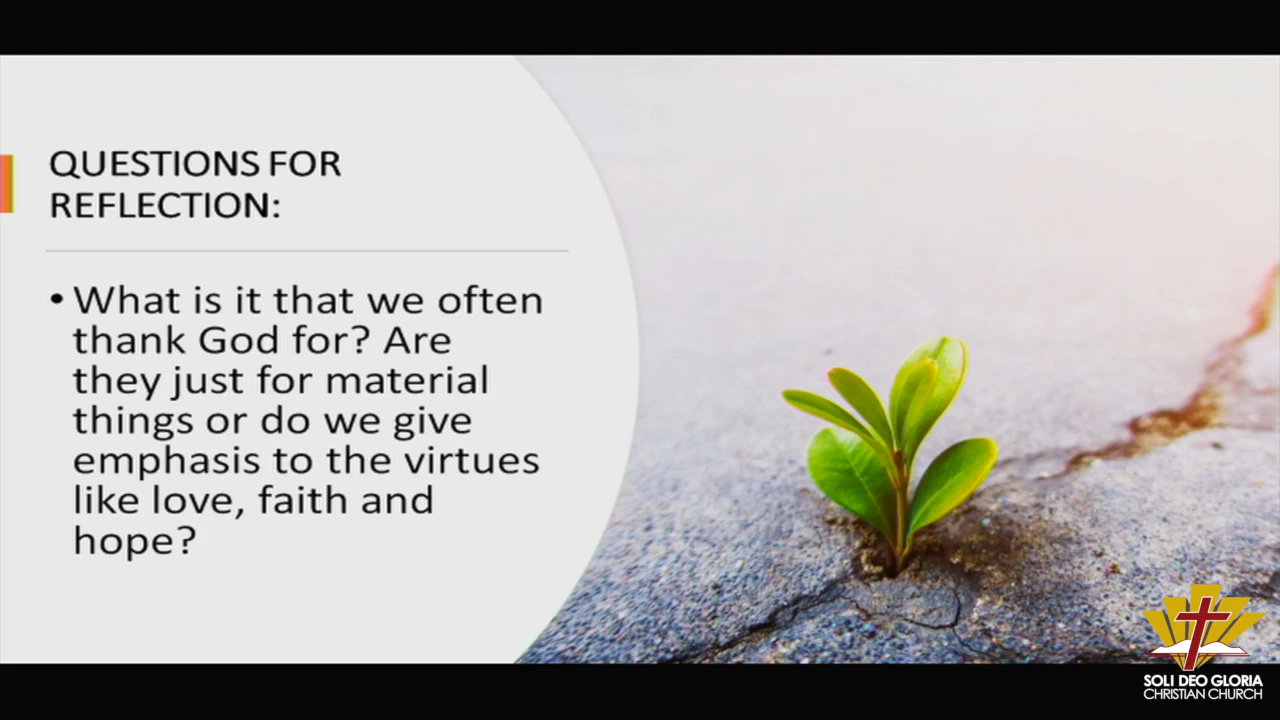 QUESTIONS FOR
REFLECTION:
• What is it that we often
thank God for? Are
they just for material
things or do we give
emphasis to the virtues
like love, faith and
hope?
SOLI DEO GLORIA
CHRISTIAN CHURCH